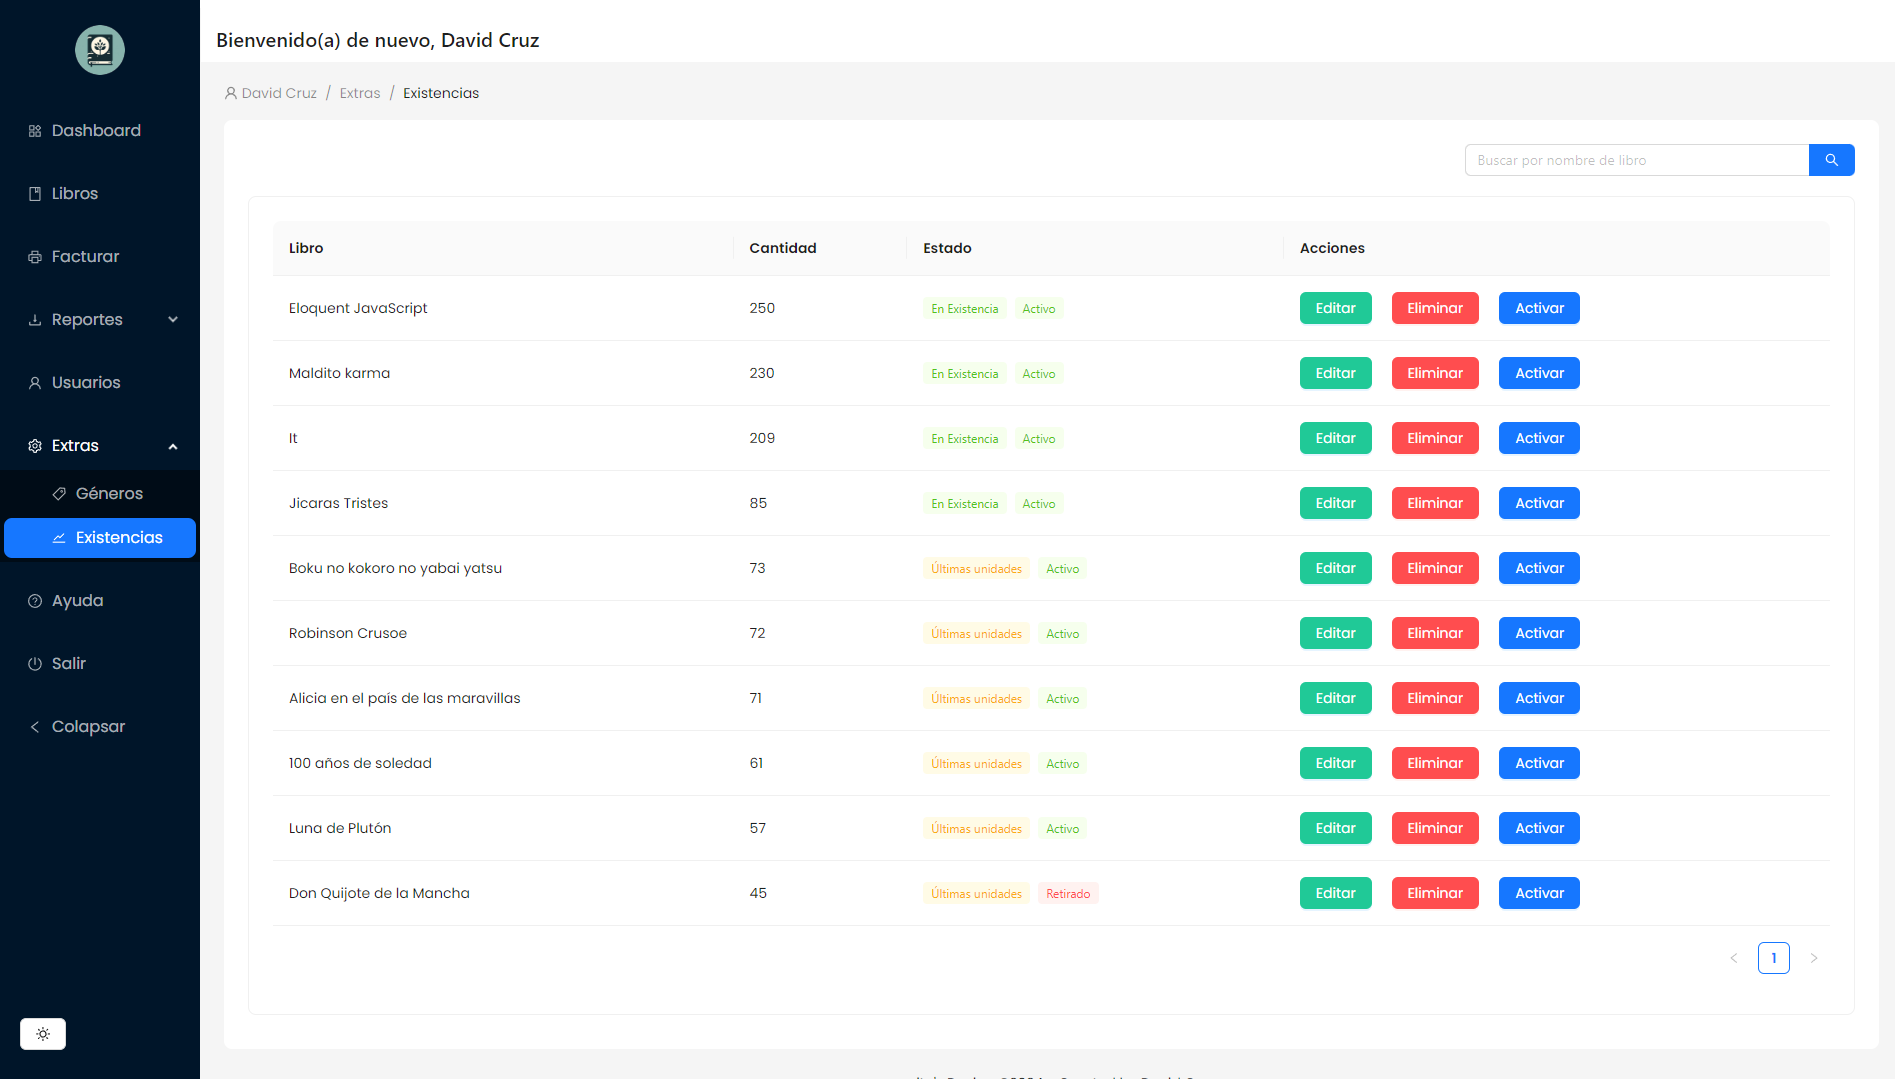 Bienvenido(a) de nuevo, David Cruz
David Cruz / Extras / Existencias
Dashboard
Libros
Facturar
Reportes
Usuarios
Extras
Géneros
Existencias
Ayuda
Salir
Colapsar
Buscar por nombre de libro
Libro Cantidad Estado Acciones
Eloquent JavaScript 250 En Existencia Activo Editar Eliminar Activar
Maldito karma 230 En Existencia Activo Editar Eliminar Activar
It 209 En Existencia Activo Editar Eliminar Activar
Jicaras Tristes 85 En Existencia Activo Editar Eliminar Activar
Boku no kokoro no yabai yatsu 73 Últimas unidades Activo Editar Eliminar Activar
Robinson Crusoe 72 Últimas unidades Activo Editar Eliminar Activar
Alicia en el país de las maravillas 71 Últimas unidades Activo Editar Eliminar Activar
100 años de soledad 61 Últimas unidades Activo Editar Eliminar Activar
Luna de Plutón 57 Últimas unidades Activo Editar Eliminar Activar
Don Quijote de la Mancha 45 Últimas unidades Retirado Editar Eliminar Activar
1